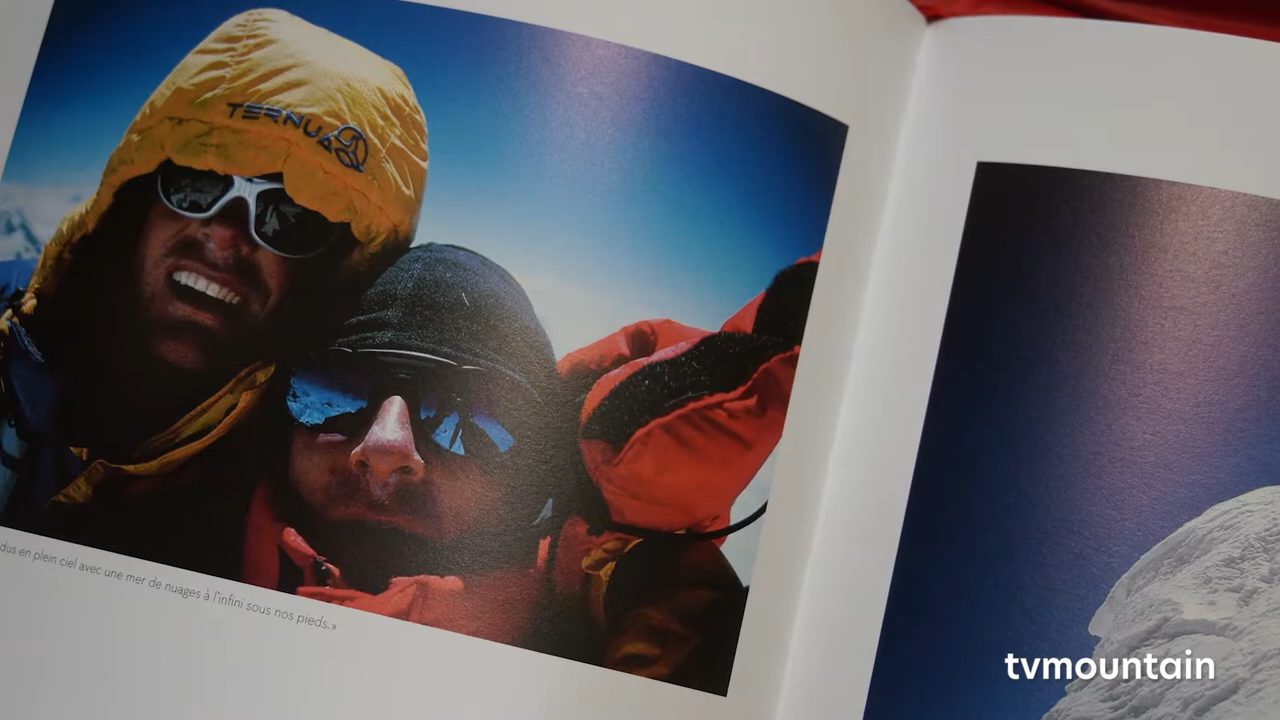 TERNUA
dus en plein ciel avec une mer de nuages à l'infini sous nos pieds. »
tvmountain